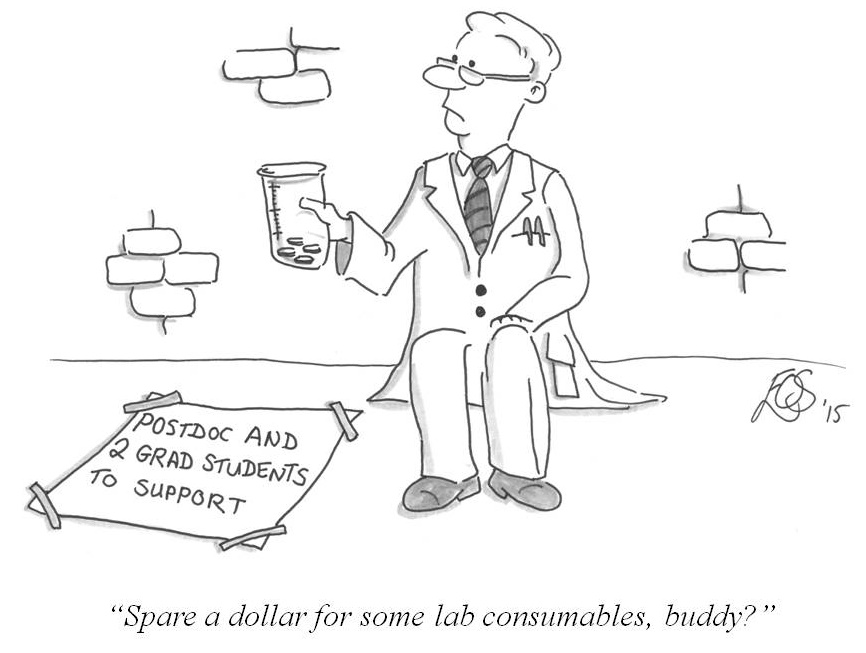 POSTDOC AND
2 GRAD STUDENTS
TO SUPPORT
'15
“Spare a dollar for some lab consumables, buddy?”